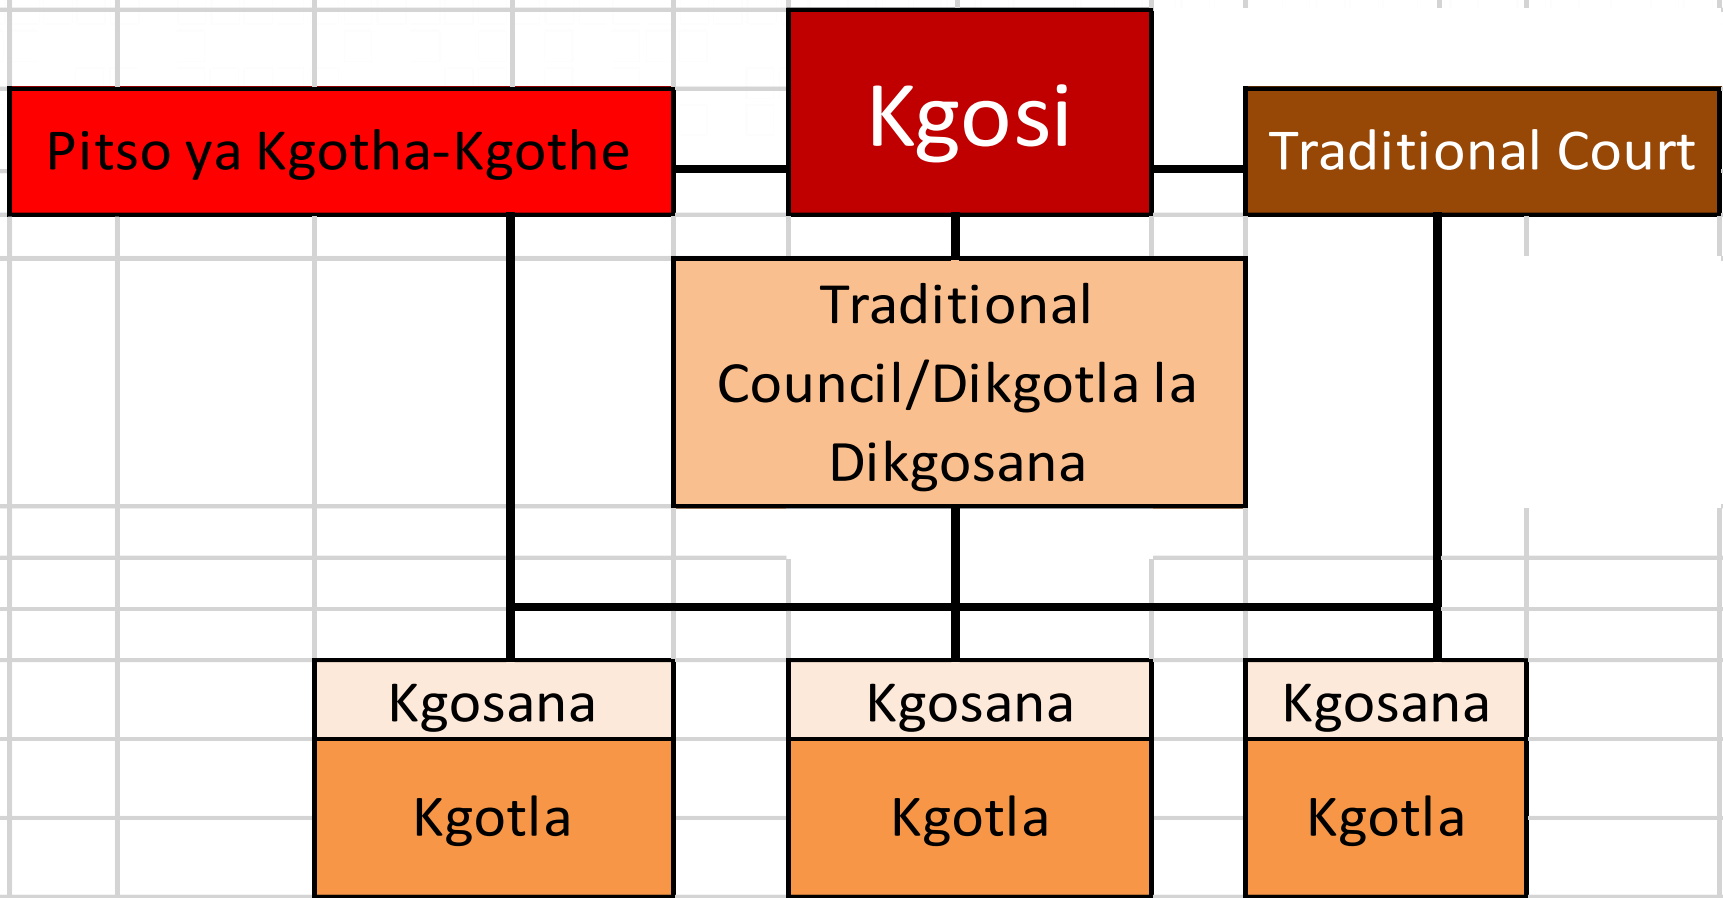 Kgosi
Pitso ya Kgotha-Kgothe
Traditional Court
Traditional
Council/Dikgotla la
Dikgosana
Kgosana
Kgosana
Kgosana
Kgotla
Kgotla
Kgotla